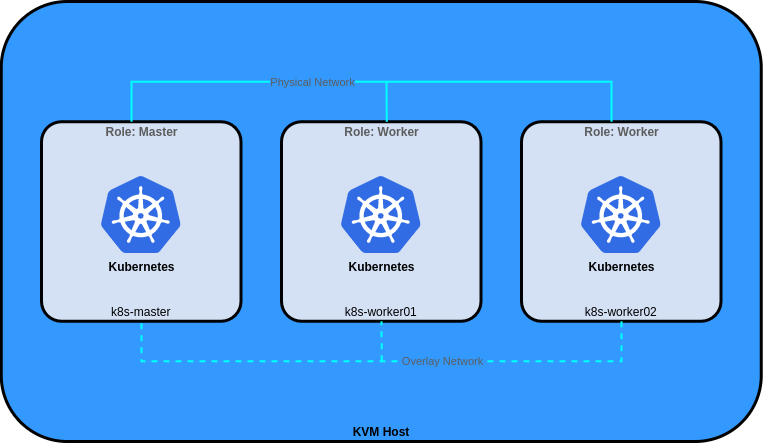 Physical Network
Role: Master
Role: Worker
Role: Worker
Kubernetes
Kubernetes
Kubernetes
k8s-master
k8s-worker01
k8s-worker02
Overlay Network
KVM Host